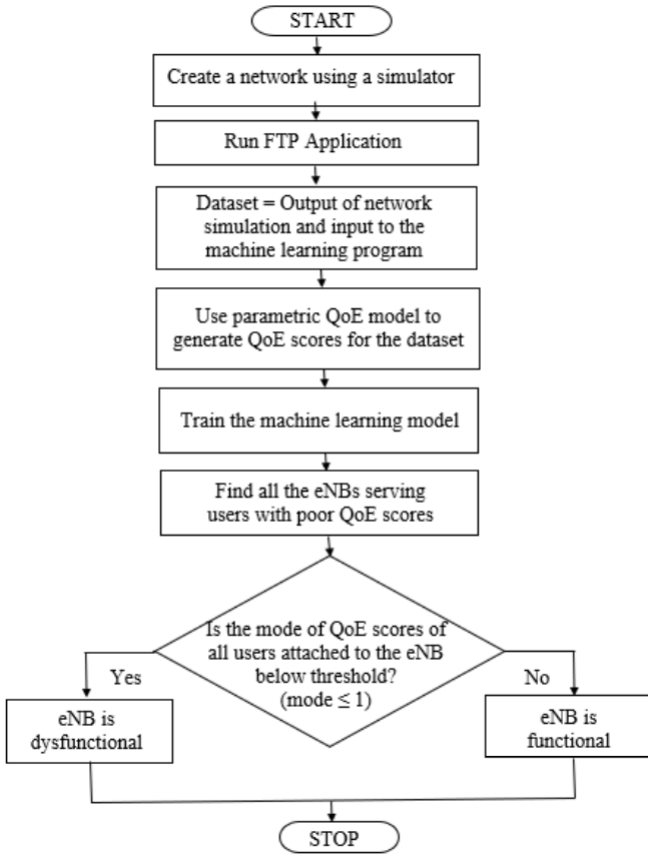 START
Create a network using a simulator
Run FTP Application
Dataset = Output of network
simulation and input to the
machine learning program
Use parametric QoE model to
generate QoE scores for the dataset
Train the machine learning model
Find all the eNBs serving
users with poor QoE scores
Is the mode of QoE scores of
all users attached to the eNB
below threshold?
(mode ≤ 1)
Yes
No
eNB is
dysfunctional
eNB is
functional
STOP